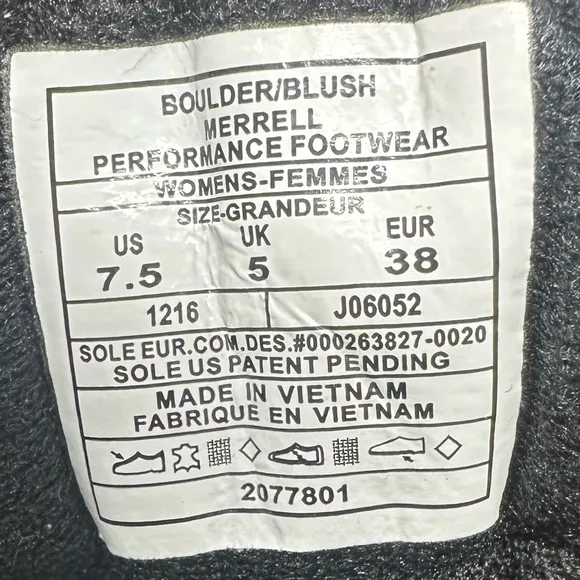 BOULDER/BLUSH
MERRELL
PERFORMANCE FOOTWEAR
WOMENS-FEMMES
SIZE-GRANDEUR
US UK EUR
7.5 5 38
1216 J06052
SOLE EUR.COM.DES.#000263827-0020
SOLE US PATENT PENDING
MADE IN VIETNAM
FABRIQUE EN VIETNAM
2077801